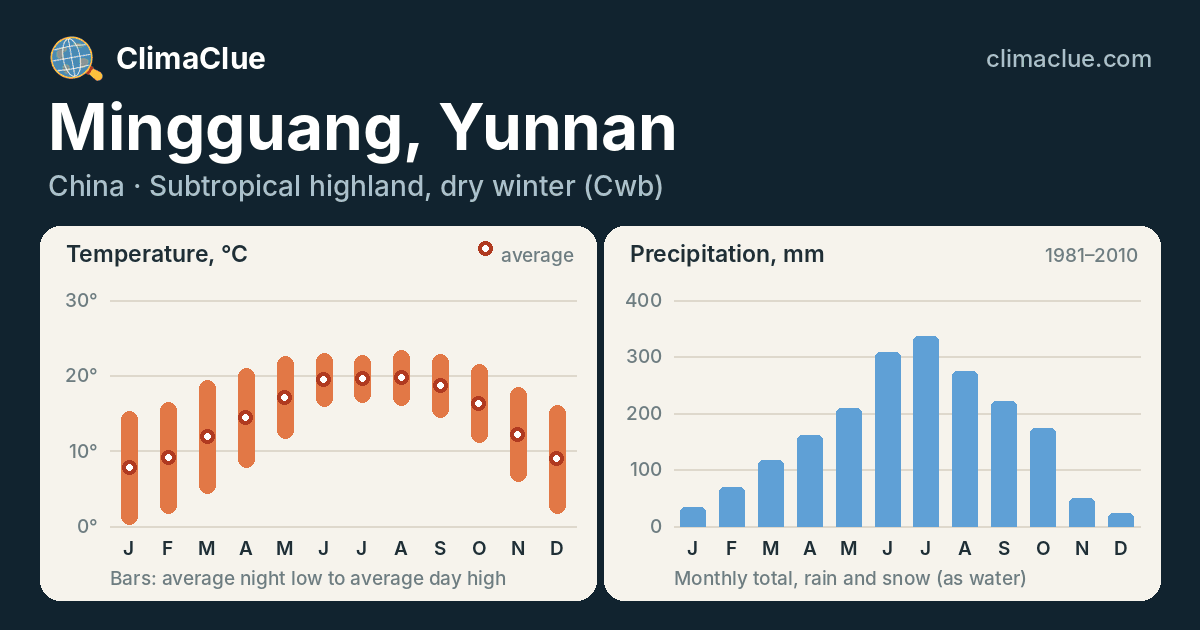 ClimaClue
climaclue.com
Mingguang, Yunnan
China · Subtropical highland, dry winter (Cwb)
Temperature, °C
average
30°
20°
10°
0°
J F M A M J J A S O N D
Bars: average night low to average day high
Precipitation, mm
1981–2010
400
300
200
100
0
J F M A M J J A S O N D
Monthly total, rain and snow (as water)